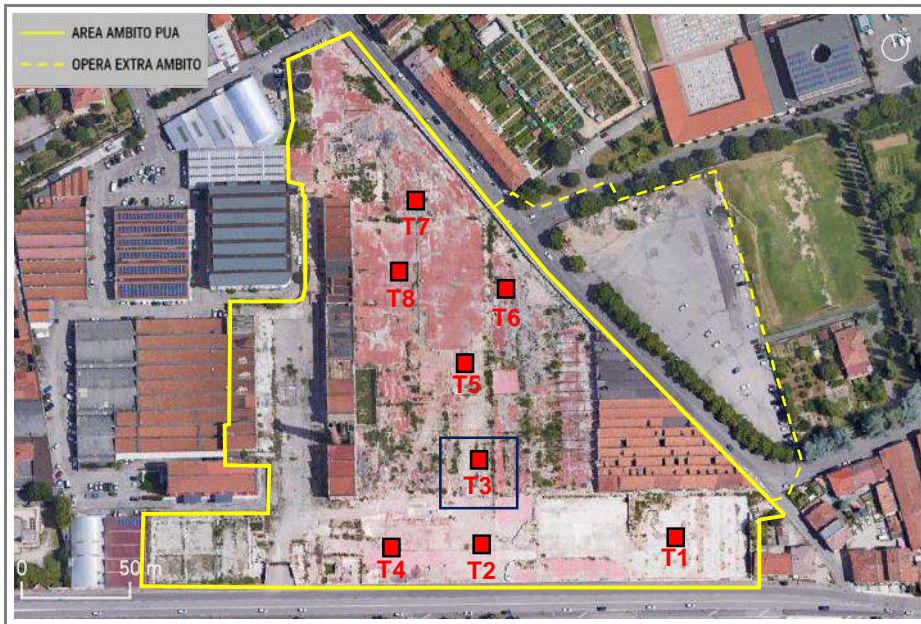 AREA AMBITO PUA
OPERA EXTRA AMBITO
T7
T8
T6
T5
T3
T4
T2
T1
0
50 m